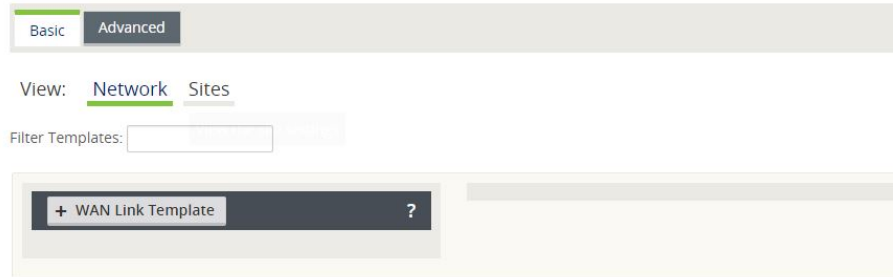 Basic Advanced
View: Network Sites
Filter Templates:
+ WAN Link Template ?